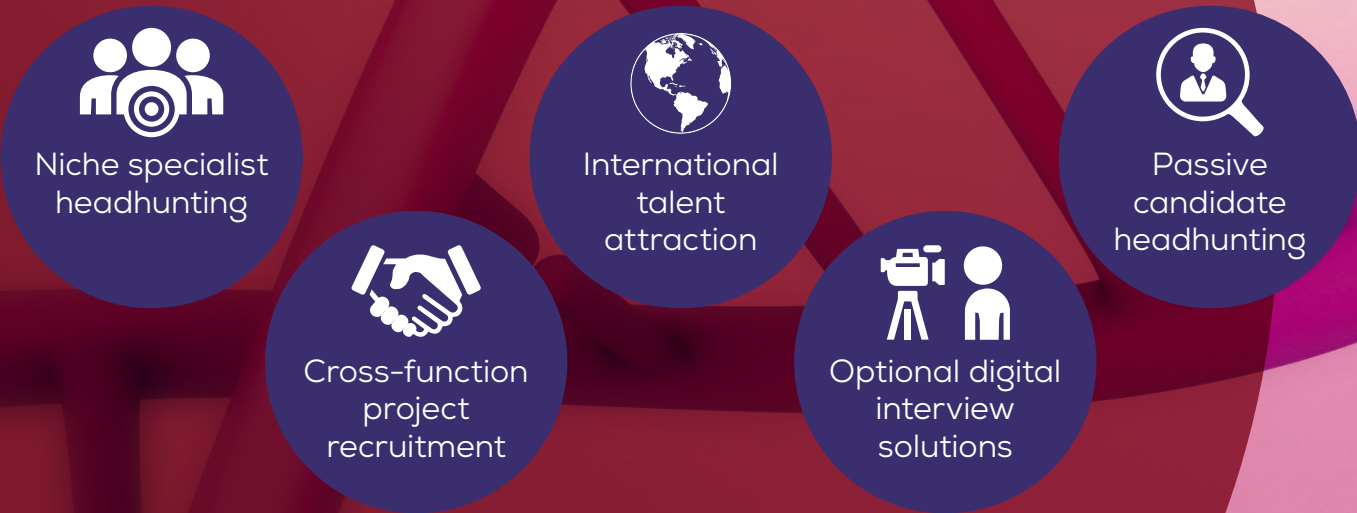 Niche specialist
headhunting
Cross-function
project
recruitment
International
talent
attraction
Optional digital
interview
solutions
Passive
candidate
headhunting